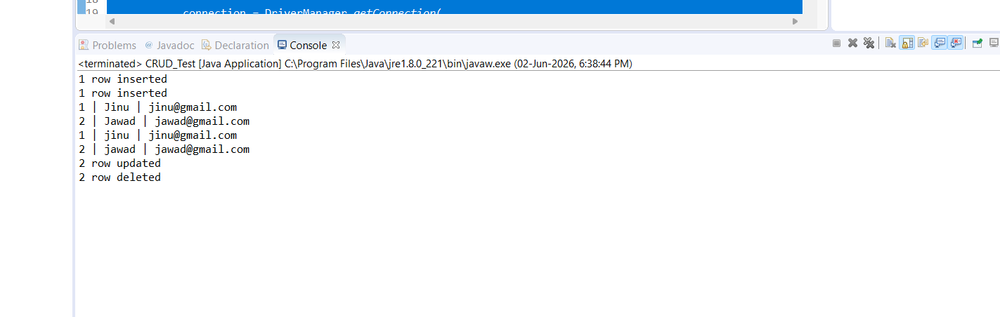 19 connection = DriverManager.getConnection(
Problems @ Javadoc Declaration Console
<terminated> CRUD_Test [Java Application] C:\Program Files\Java\jre1.8.0_221\bin\javaw.exe (02-Jun-2026, 6:38:44 PM)
1 row inserted
1 row inserted
1 | Jinu | jinu@gmail.com
2 | Jawad | jawad@gmail.com
1 | jinu | jinu@gmail.com
2 | jawad | jawad@gmail.com
2 row updated
2 row deleted